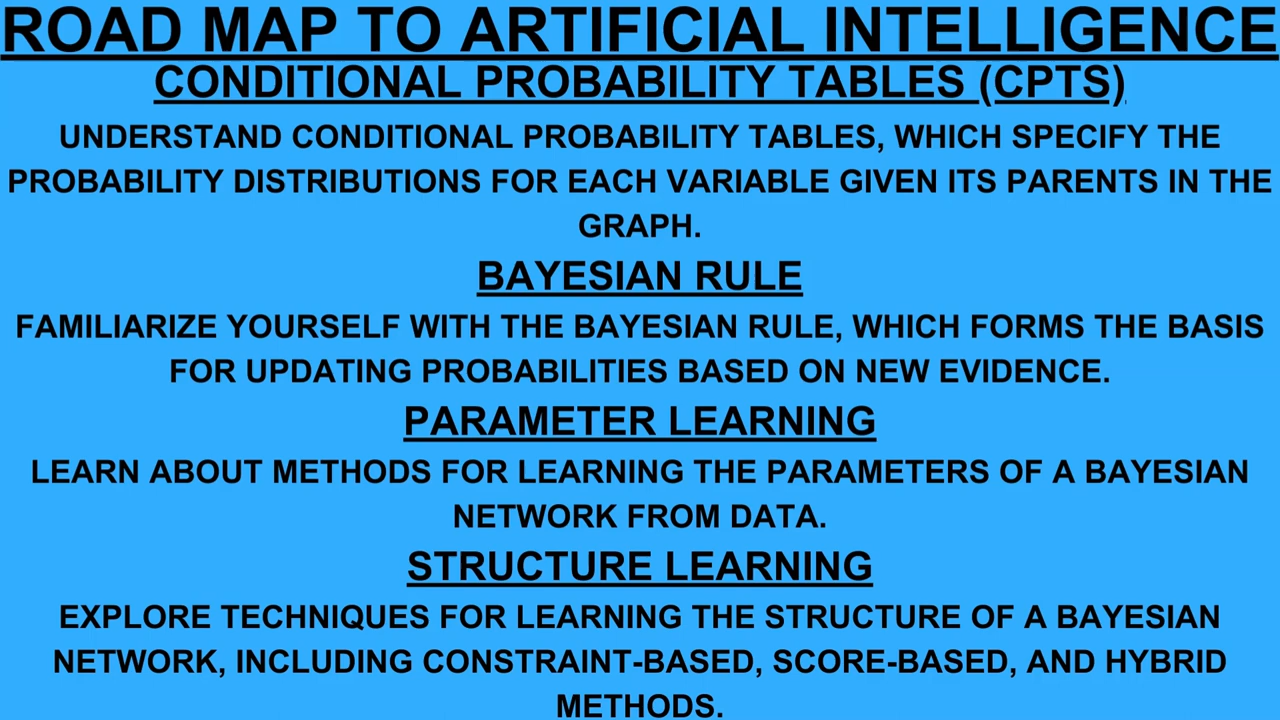 ROAD MAP TO ARTIFICIAL INTELLIGENCE
CONDITIONAL PROBABILITY TABLES (CPTS)
UNDERSTAND CONDITIONAL PROBABILITY TABLES, WHICH SPECIFY THE
PROBABILITY DISTRIBUTIONS FOR EACH VARIABLE GIVEN ITS PARENTS IN THE
GRAPH.
BAYESIAN RULE
FAMILIARIZE YOURSELF WITH THE BAYESIAN RULE, WHICH FORMS THE BASIS
FOR UPDATING PROBABILITIES BASED ON NEW EVIDENCE.
PARAMETER LEARNING
LEARN ABOUT METHODS FOR LEARNING THE PARAMETERS OF A BAYESIAN
NETWORK FROM DATA.
STRUCTURE LEARNING
EXPLORE TECHNIQUES FOR LEARNING THE STRUCTURE OF A BAYESIAN
NETWORK, INCLUDING CONSTRAINT-BASED, SCORE-BASED, AND HYBRID
METHODS.